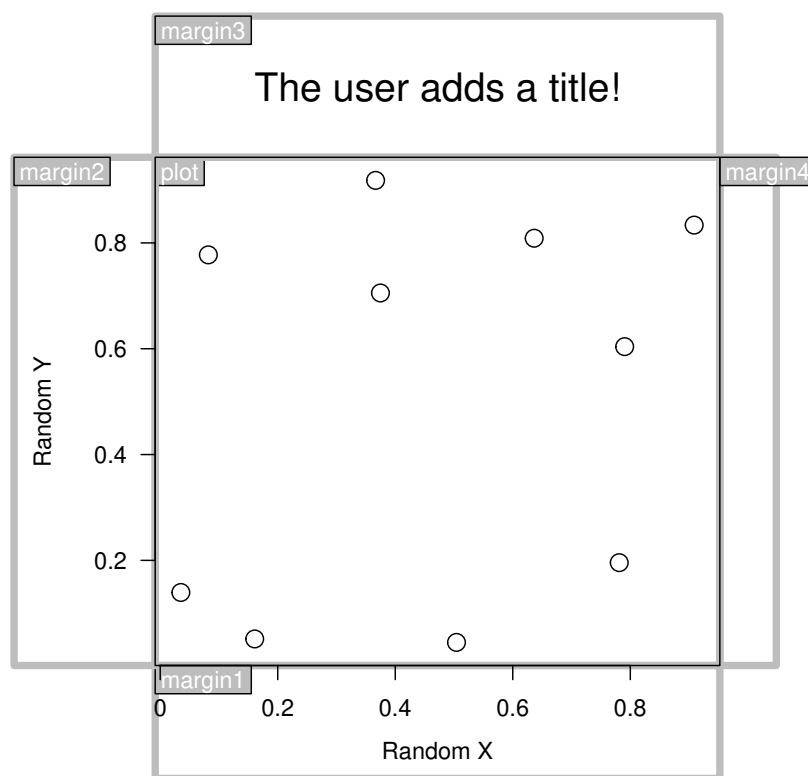 margin3
The user adds a title!
margin2
plot
margin4
0.8
0.6
Random Y
0.4
0.2
margin1
0 0.2 0.4 0.6 0.8
Random X